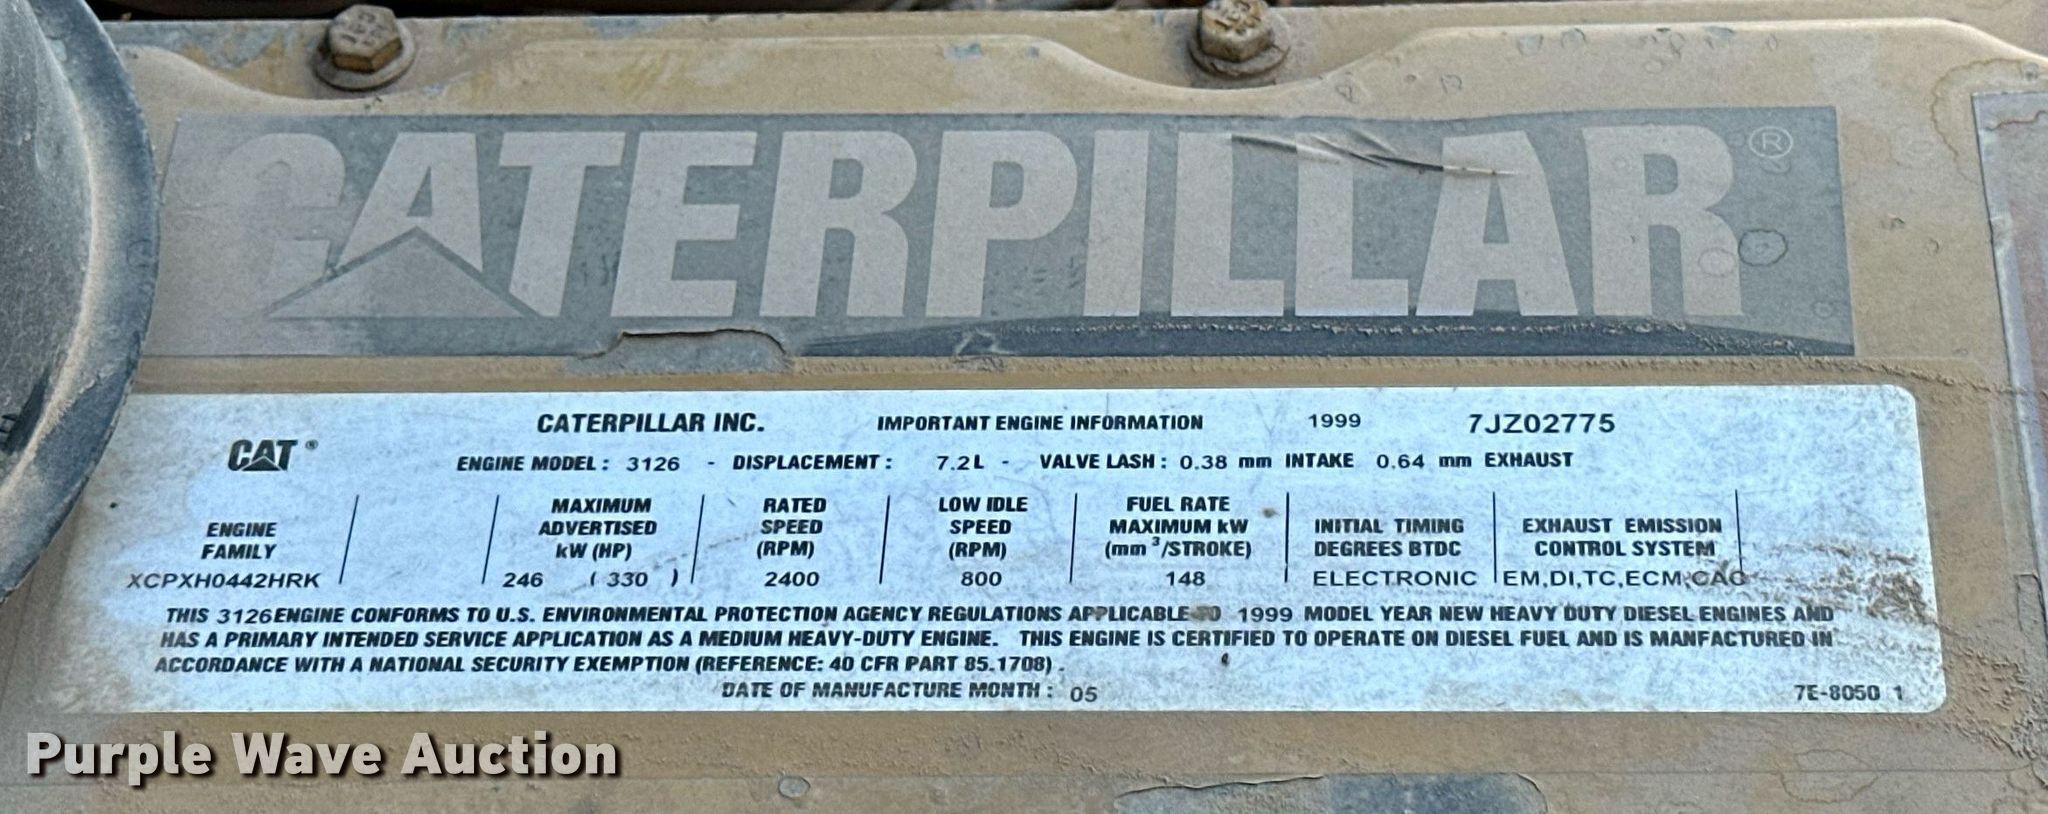 CATERPILLAR®
CATERPILLAR INC. IMPORTANT ENGINE INFORMATION 1999 7JZ02775
CAT®
ENGINE MODEL: 3126 - DISPLACEMENT: 7.2L - VALVE LASH: 0.38 mm INTAKE 0.64 mm EXHAUST
ENGINE FAMILY
XCPXH0442HRK
MAXIMUM ADVERTISED kW (HP)
246 (330)
RATED SPEED (RPM)
2400
LOW IDLE SPEED (RPM)
800
FUEL RATE MAXIMUM kW (mm³/STROKE)
148
INITIAL TIMING DEGREES BTDC
ELECTRONIC
EXHAUST EMISSION CONTROL SYSTEM
EM,DI,TC,ECM,CAC
THIS 3126 ENGINE CONFORMS TO U.S. ENVIRONMENTAL PROTECTION AGENCY REGULATIONS APPLICABLE TO 1999 MODEL YEAR NEW HEAVY DUTY DIESEL ENGINES AND
HAS A PRIMARY INTENDED SERVICE APPLICATION AS A MEDIUM HEAVY-DUTY ENGINE. THIS ENGINE IS CERTIFIED TO OPERATE ON DIESEL FUEL AND IS MANFACTURED IN
ACCORDANCE WITH A NATIONAL SECURITY EXEMPTION (REFERENCE: 40 CFR PART 85.1708).
DATE OF MANUFACTURE MONTH: 05 7E-8050 1
Purple Wave Auction